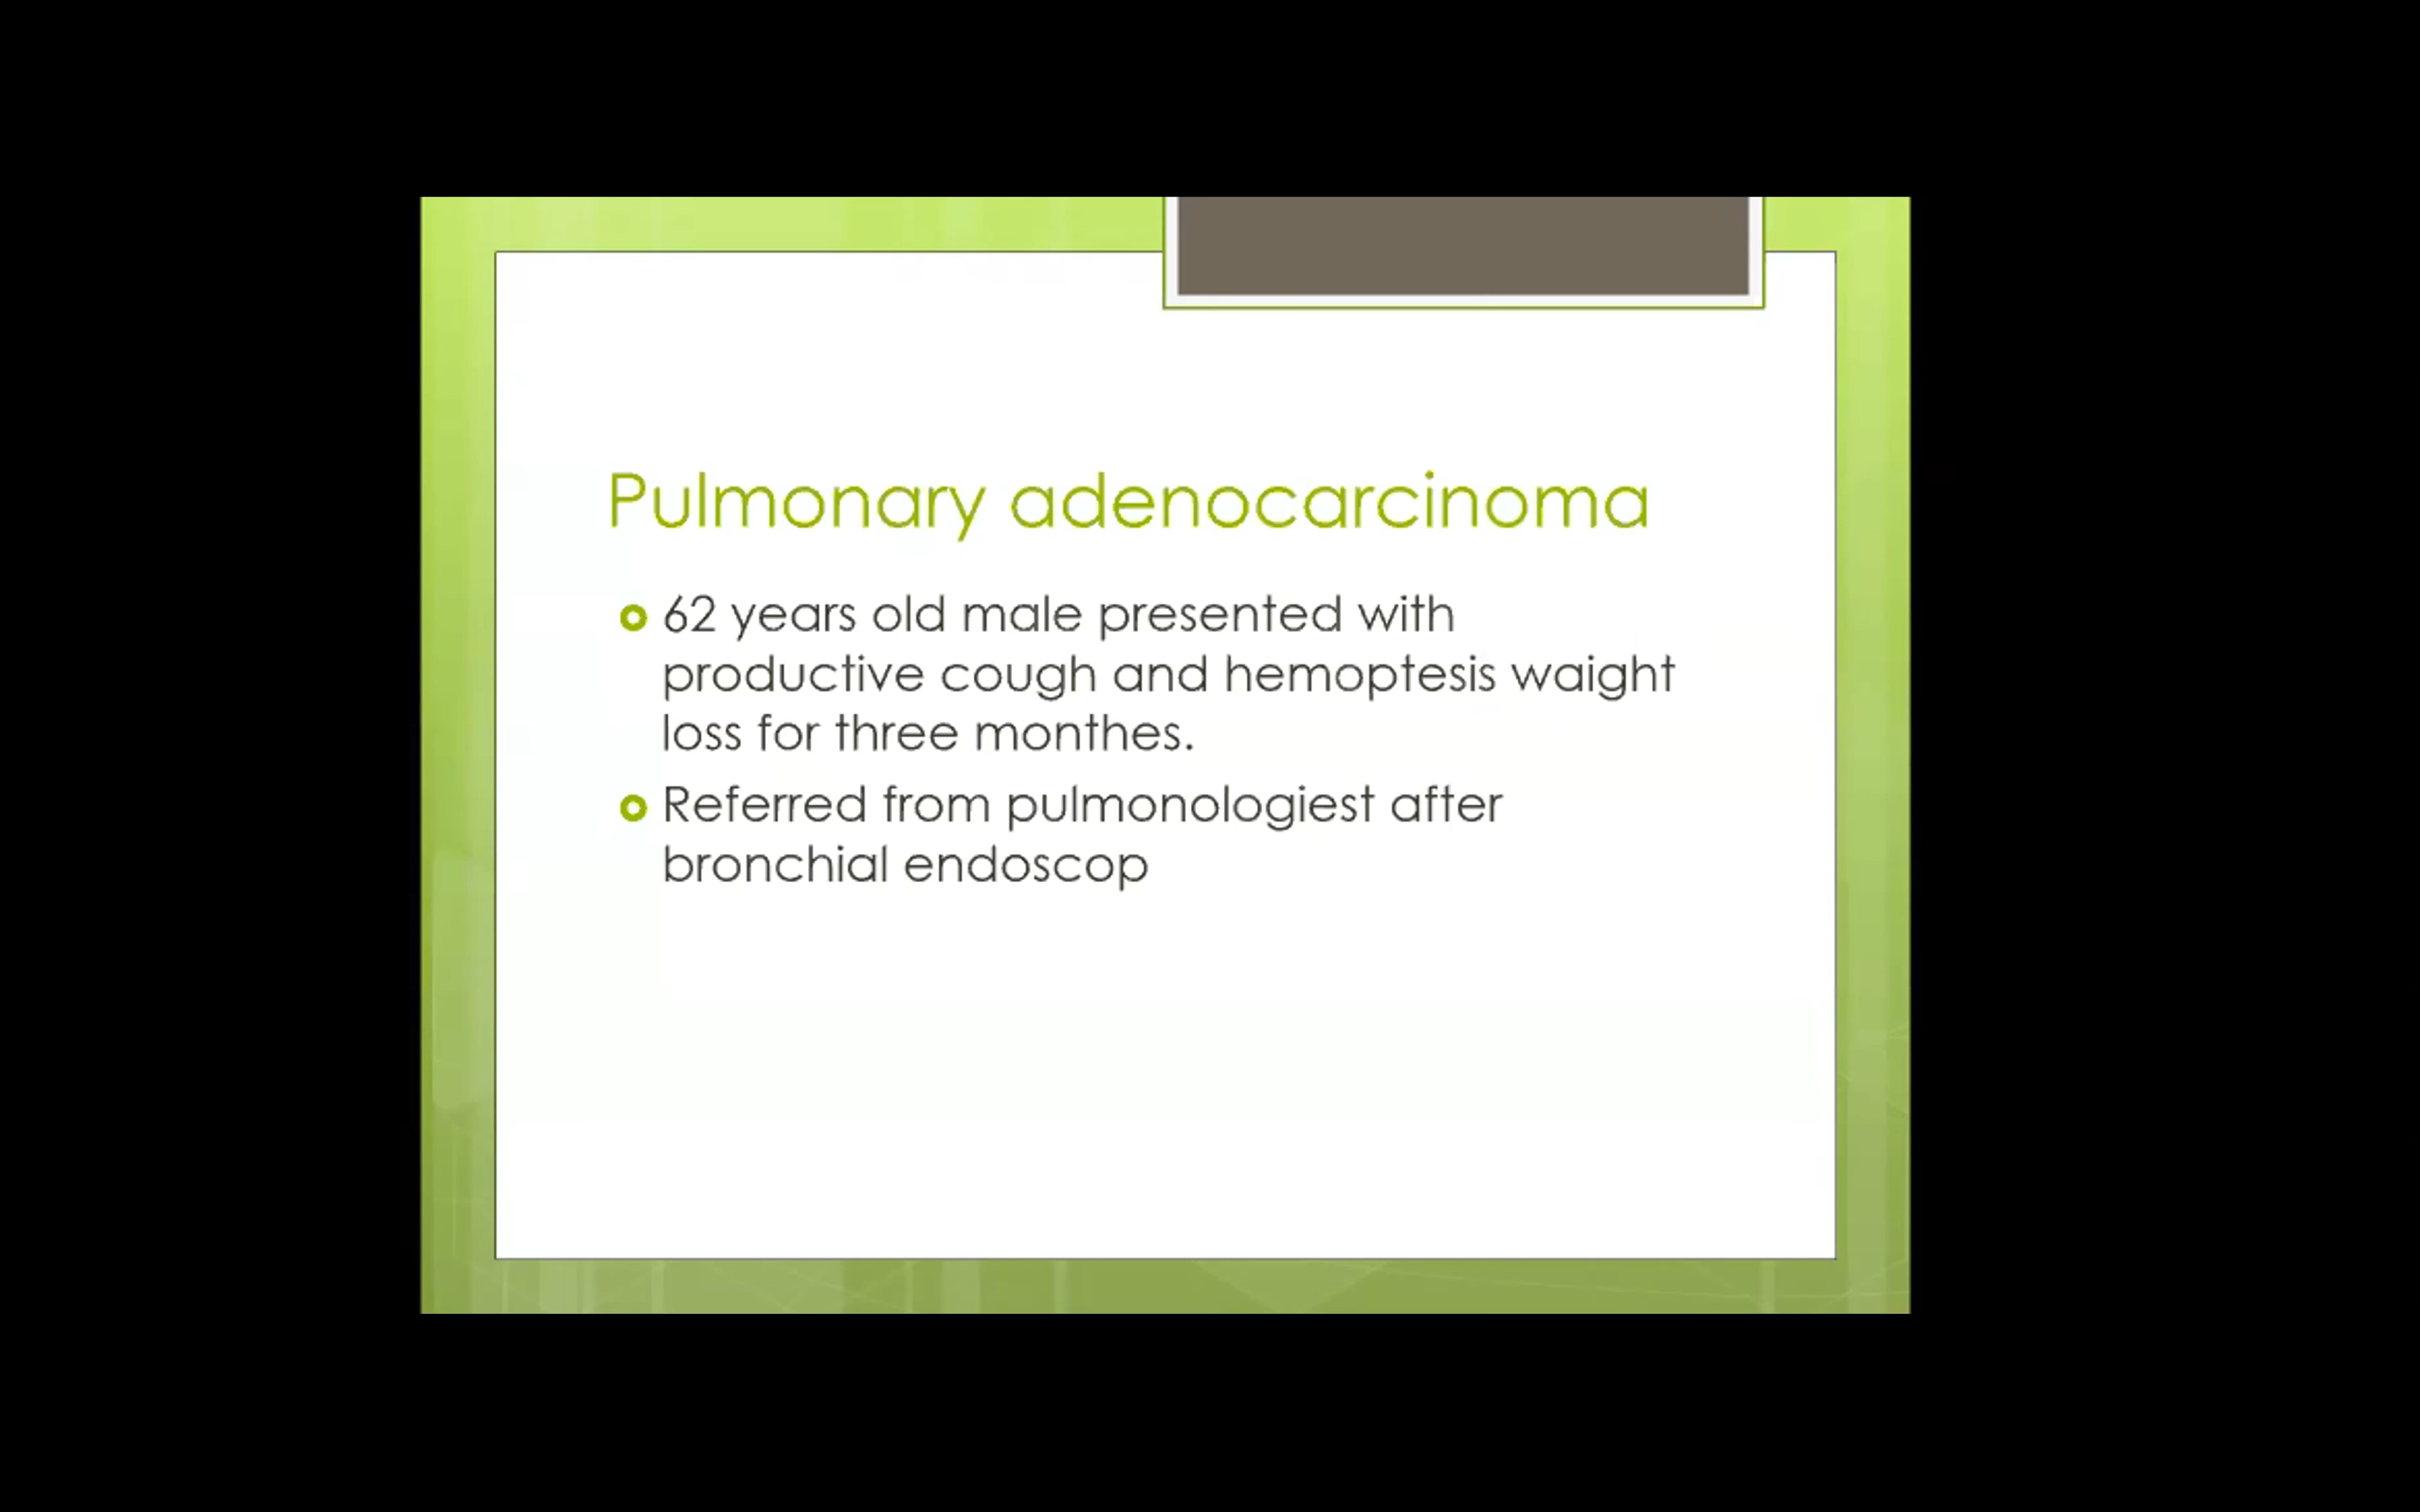 Pulmonary adenocarcinoma
62 years old male presented with
productive cough and hemoptesis waight
loss for three monthes.
Referred from pulmonologiest after
bronchial endoscop